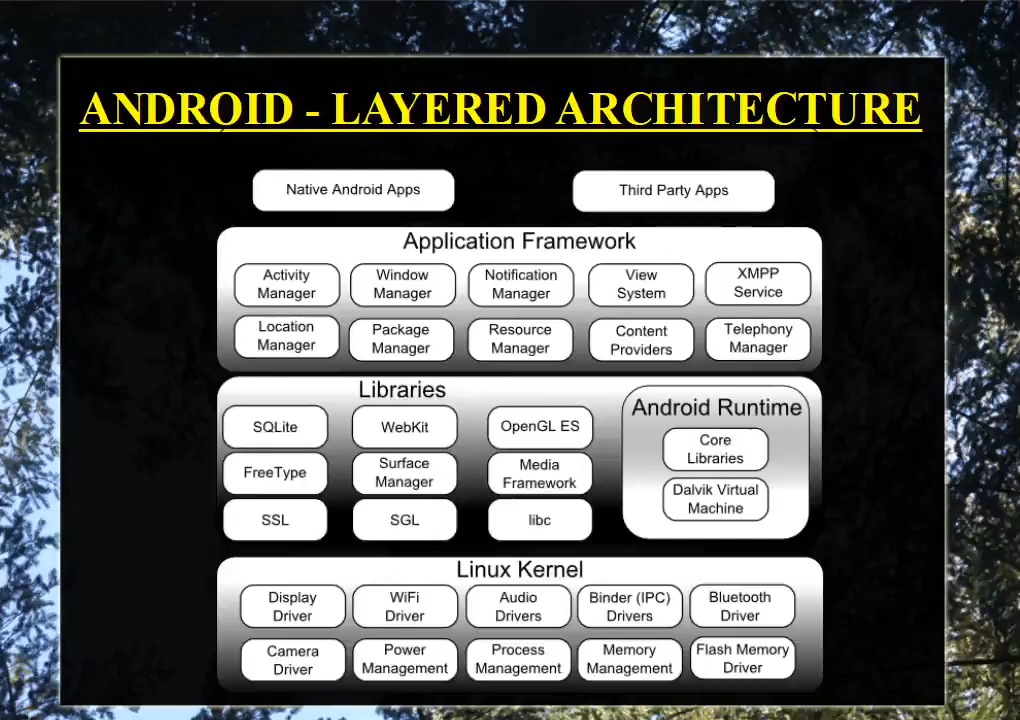 ANDROID - LAYERED ARCHITECTURE
Native Android Apps
Third Party Apps
Application Framework
Activity
Manager
Window
Manager
Notification
Manager
View
System
XMPP
Service
Location
Manager
Package
Manager
Resource
Manager
Content
Providers
Telephony
Manager
Libraries
SQLite
WebKit
OpenGL ES
FreeType
Surface
Manager
Media
Framework
SSL
SGL
libc
Android Runtime
Core
Libraries
Dalvik Virtual
Machine
Linux Kernel
Display
Driver
WiFi
Driver
Audio
Drivers
Binder (IPC)
Drivers
Bluetooth
Driver
Camera
Driver
Power
Management
Process
Management
Memory
Management
Flash Memory
Driver